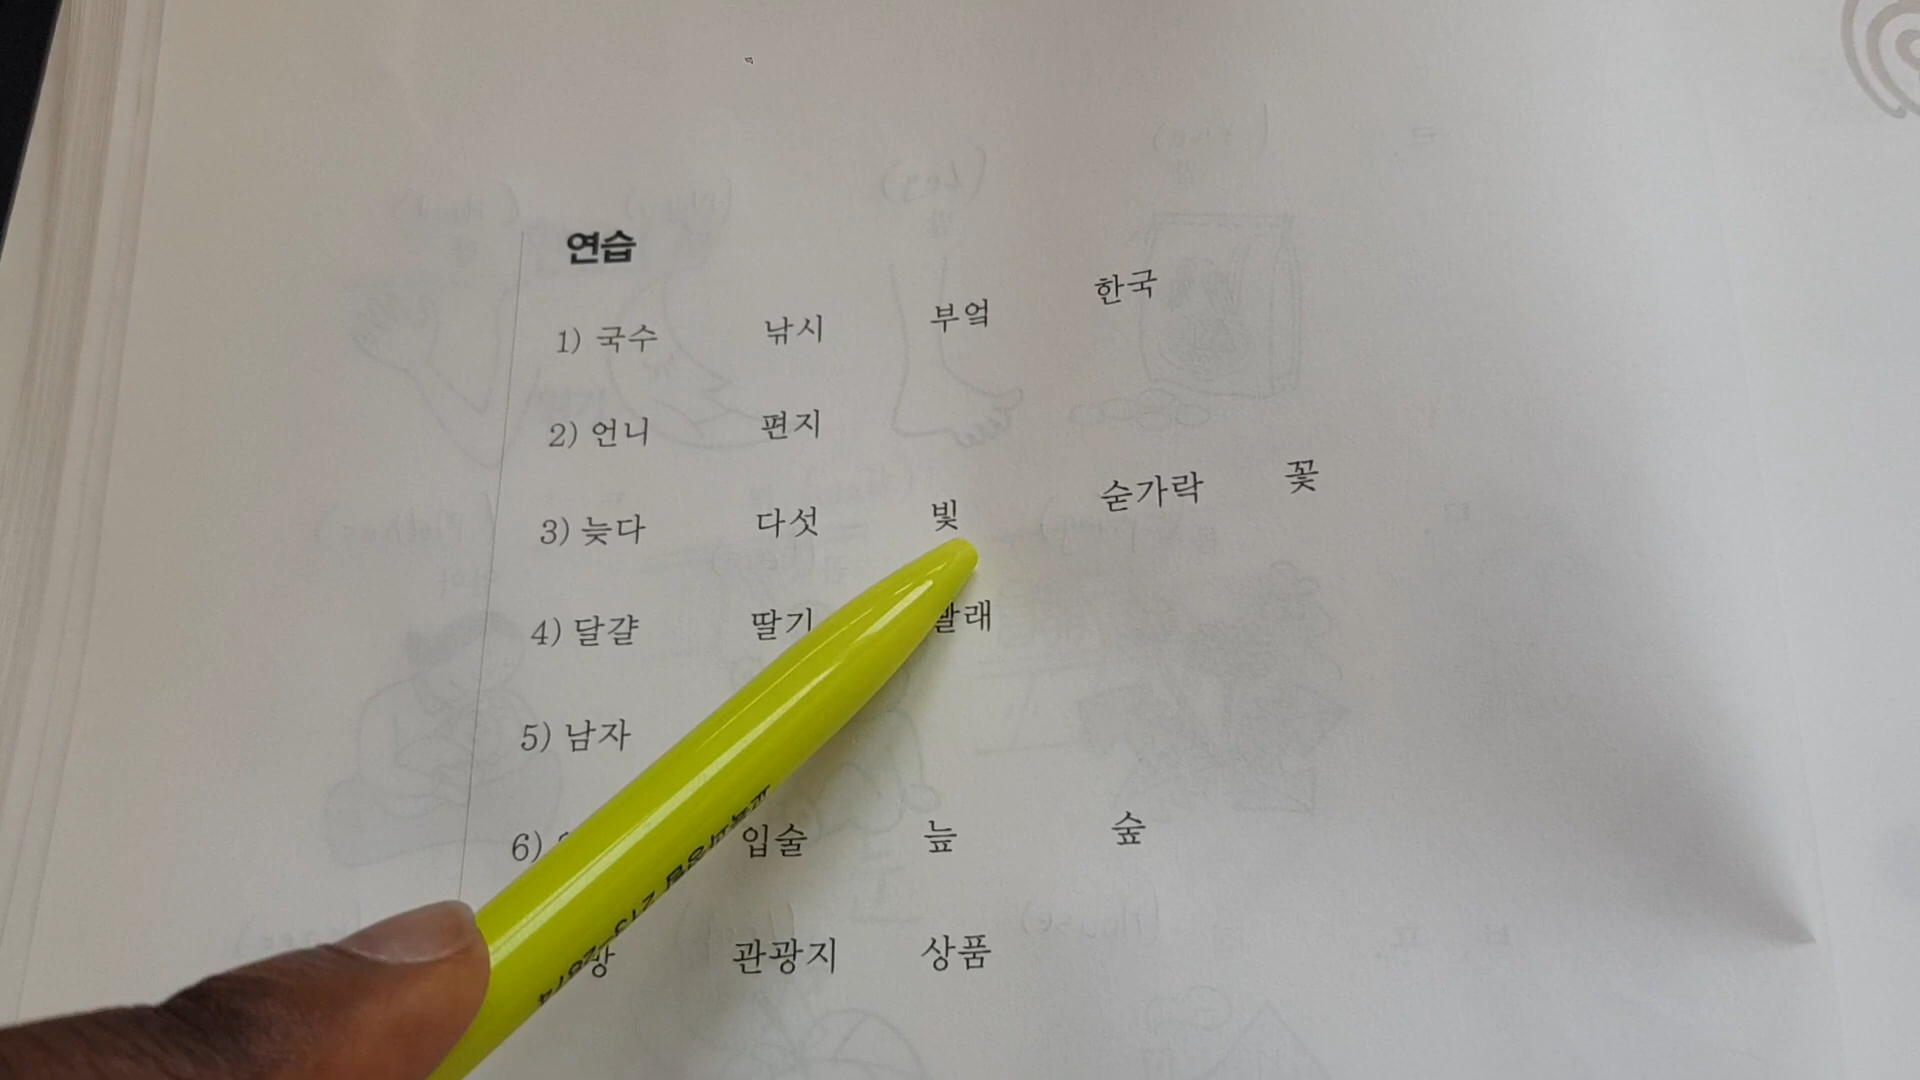 연습
1) 국수 낚시 부엌 한국
2) 언니 편지
3) 늦다 다섯 빛 숟가락 꽃
4) 달걀 딸기 빨래
5) 남자
6) 입술 늪 숲
관광지 상품